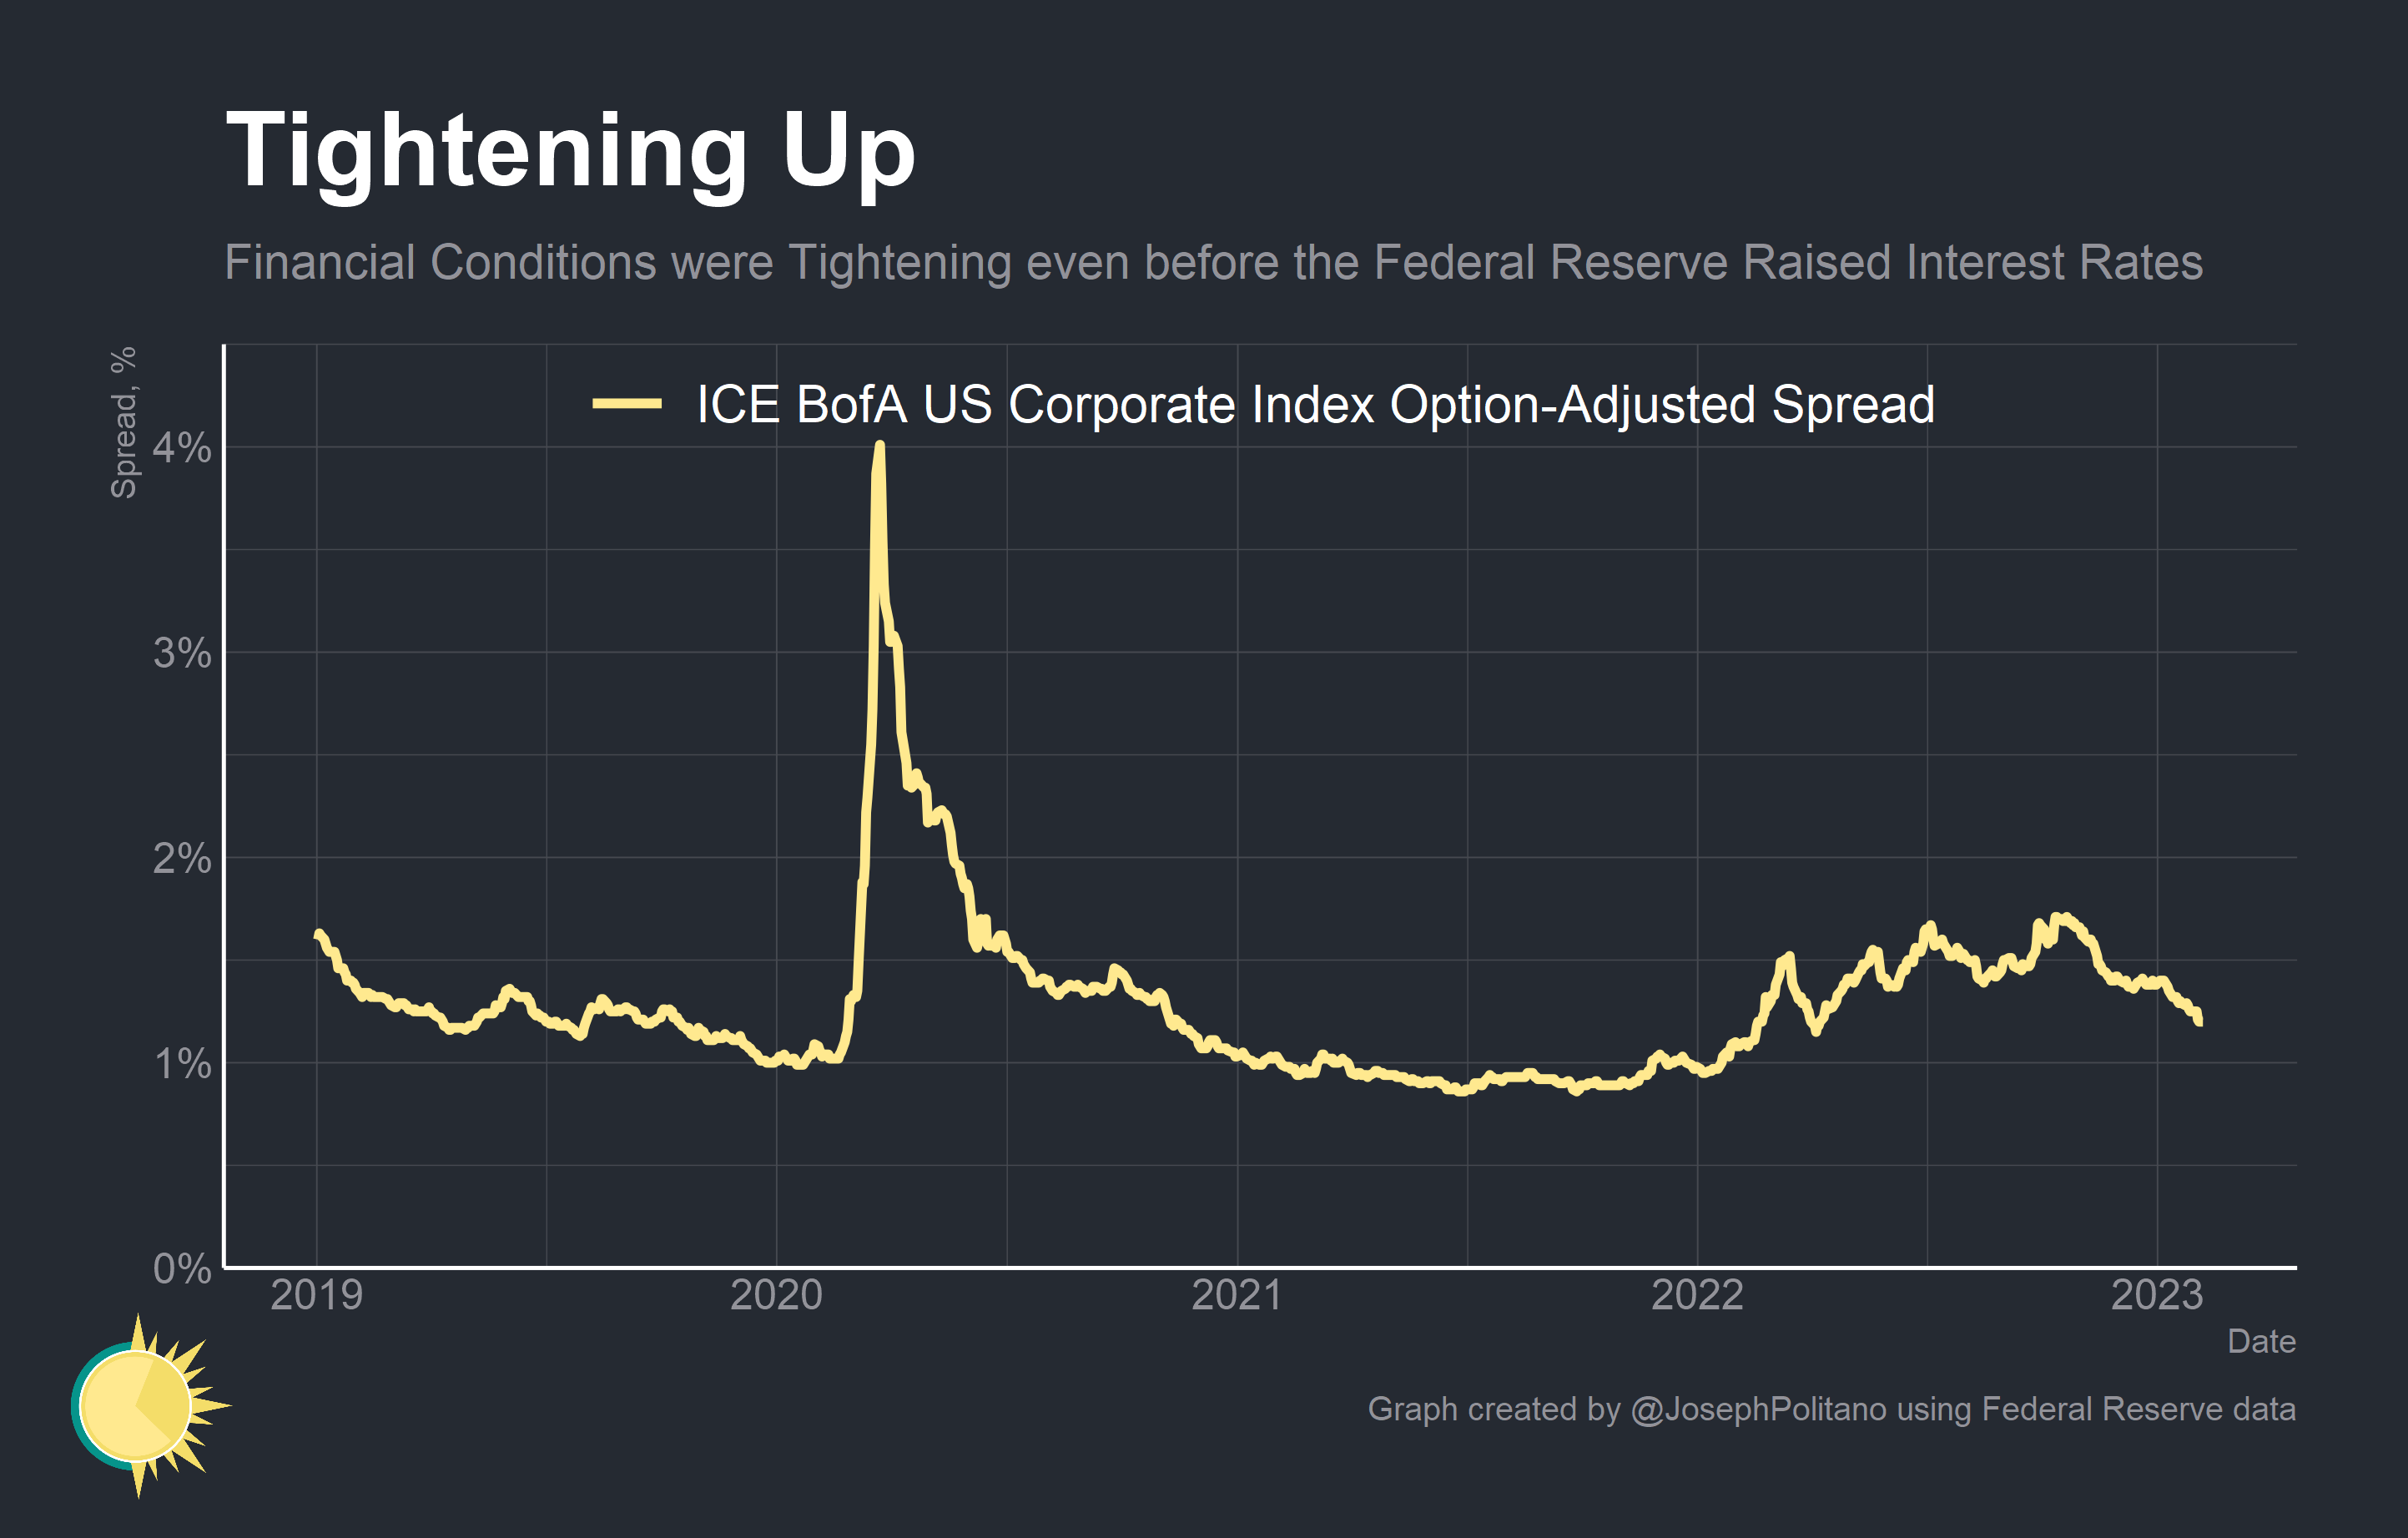 Tightening Up
Financial Conditions were Tightening even before the Federal Reserve Raised Interest Rates
Spread, %
ICE BofA US Corporate Index Option-Adjusted Spread
4%
3%
2%
1%
0%
2019 2020 2021 2022 2023
Date
Graph created by @JosephPolitano using Federal Reserve data